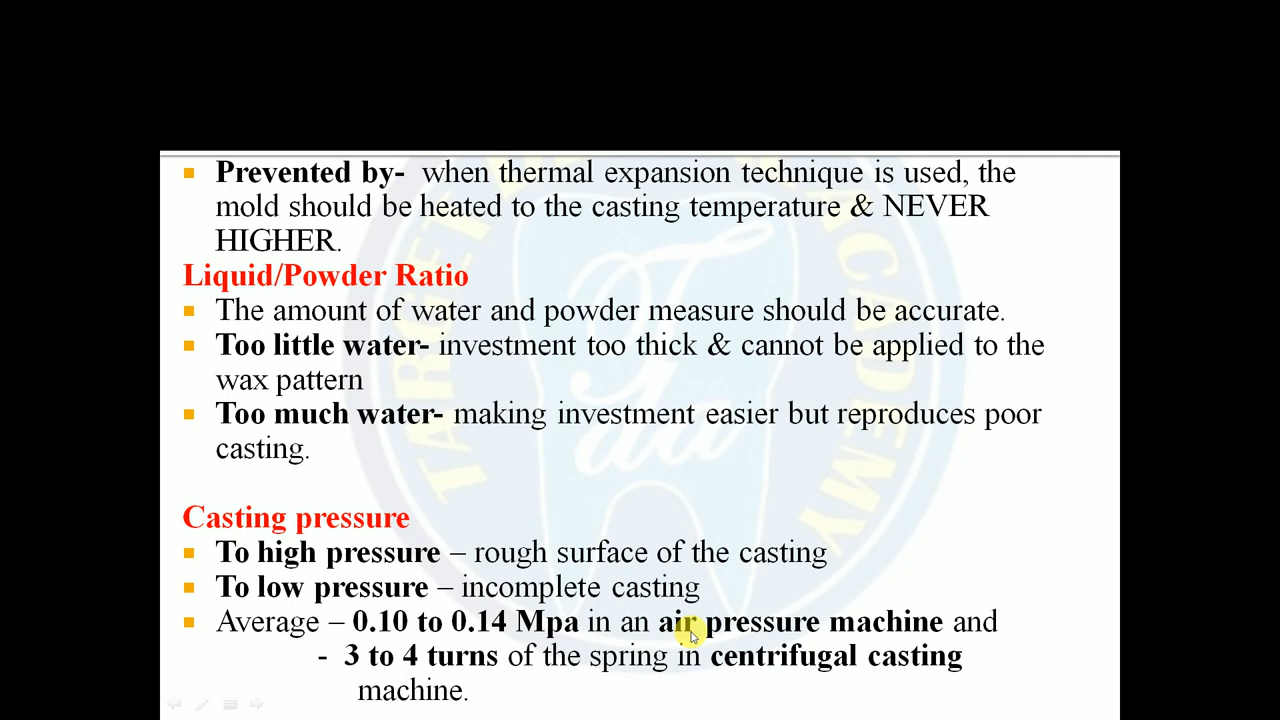 Prevented by- when thermal expansion technique is used, the
mold should be heated to the casting temperature & NEVER
HIGHER.
Liquid/Powder Ratio
The amount of water and powder measure should be accurate.
Too little water- investment too thick & cannot be applied to the
wax pattern
Too much water- making investment easier but reproduces poor
casting.
Casting pressure
To high pressure – rough surface of the casting
To low pressure – incomplete casting
Average – 0.10 to 0.14 Mpa in an air pressure machine and
- 3 to 4 turns of the spring in centrifugal casting
machine.